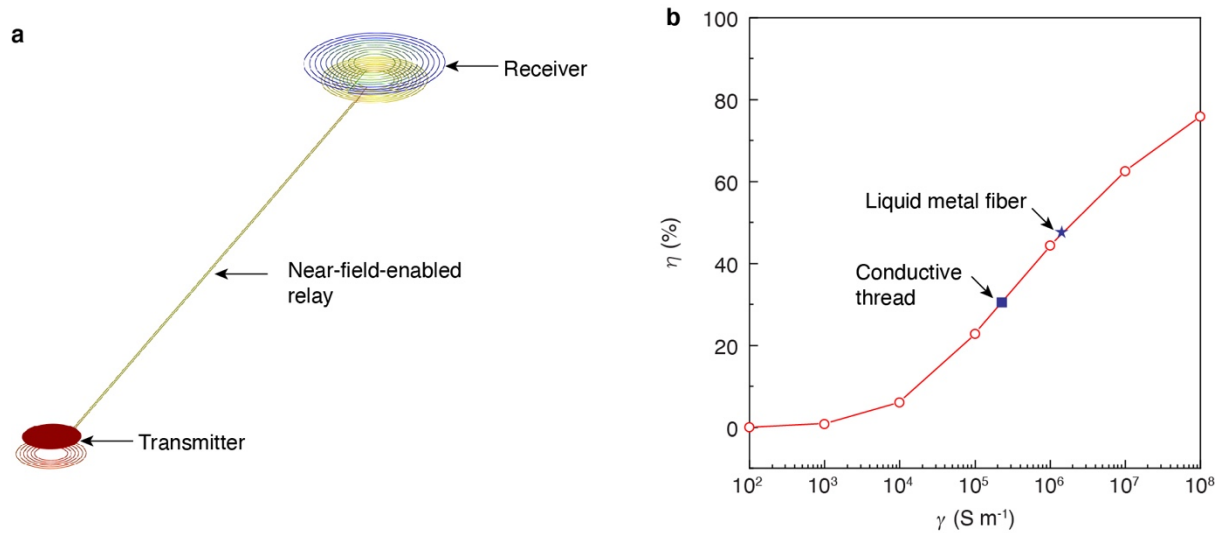 a
Receiver
Near-field-enabled
relay
Transmitter
b
100
80
60
40
20
0
η (%)
Liquid metal fiber
Conductive
thread
10² 10³ 10⁴ 10⁵ 10⁶ 10⁷ 10⁸
γ (S m⁻¹)